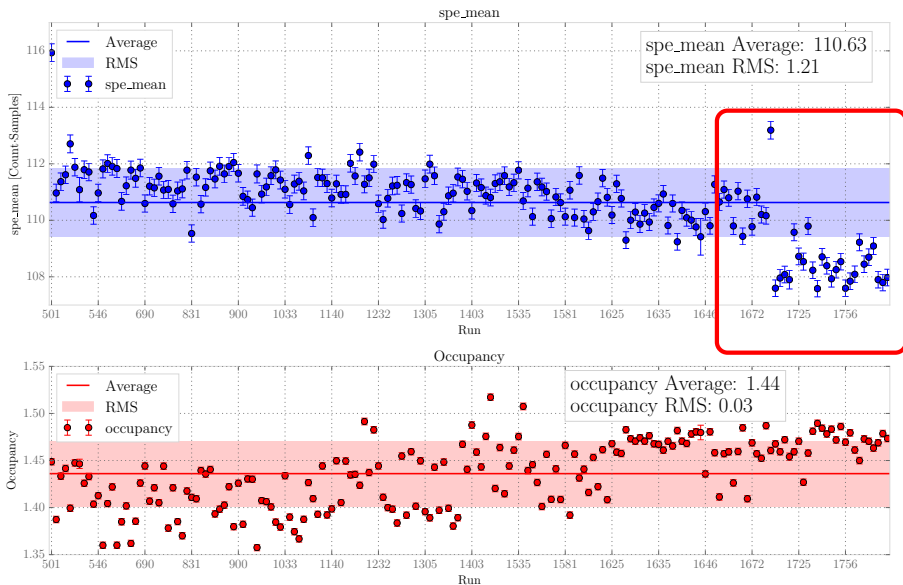 spe_mean
116
114
112
110
108
spe_mean [Count·Samples]
Average
RMS
spe_mean
spe_mean Average: 110.63
spe_mean RMS: 1.21
501 546 690 831 900 1033 1140 1232 1308 1403 1533 1581 1625 1635 1646 1672 1725 1756
Run
Occupancy
1.55
1.50
1.45
1.40
1.35
Occupancy
Average
RMS
occupancy
occupancy Average: 1.44
occupancy RMS: 0.03
501 546 690 831 900 1033 1140 1232 1308 1403 1533 1581 1625 1635 1646 1672 1725 1756
Run